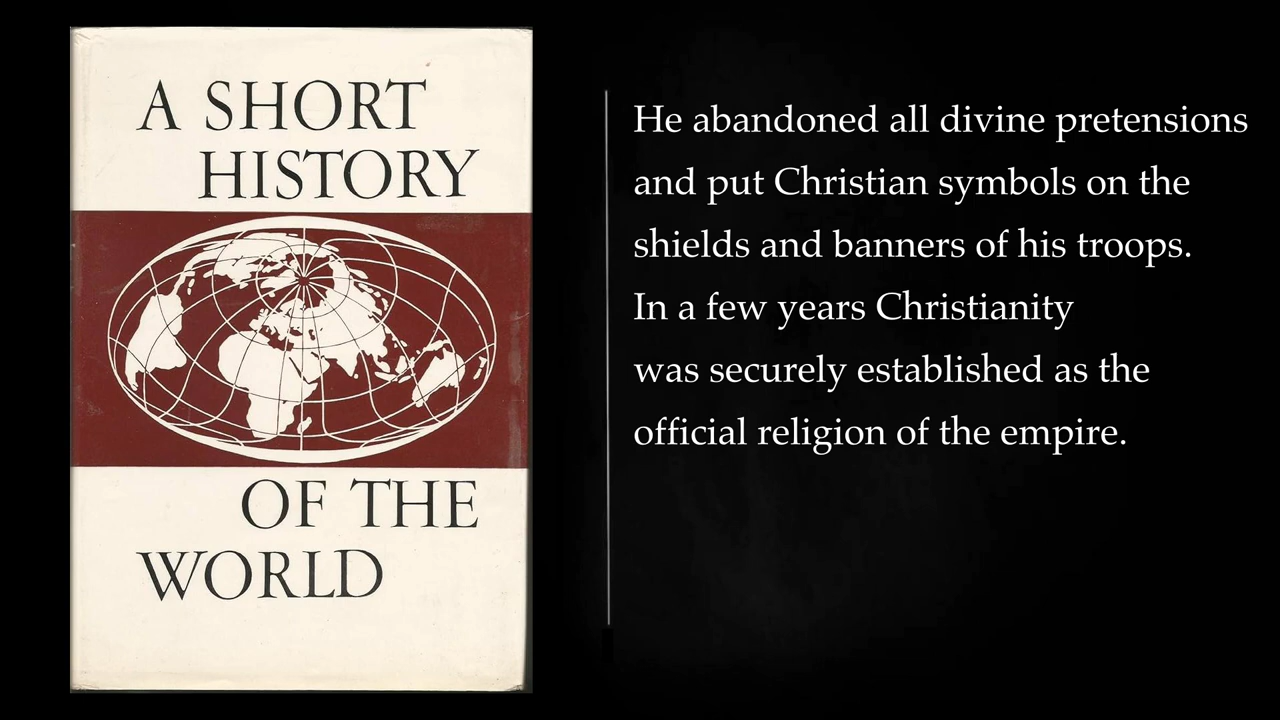 A SHORT
HISTORY
OF THE
WORLD
He abandoned all divine pretensions
and put Christian symbols on the
shields and banners of his troops.
In a few years Christianity
was securely established as the
official religion of the empire.